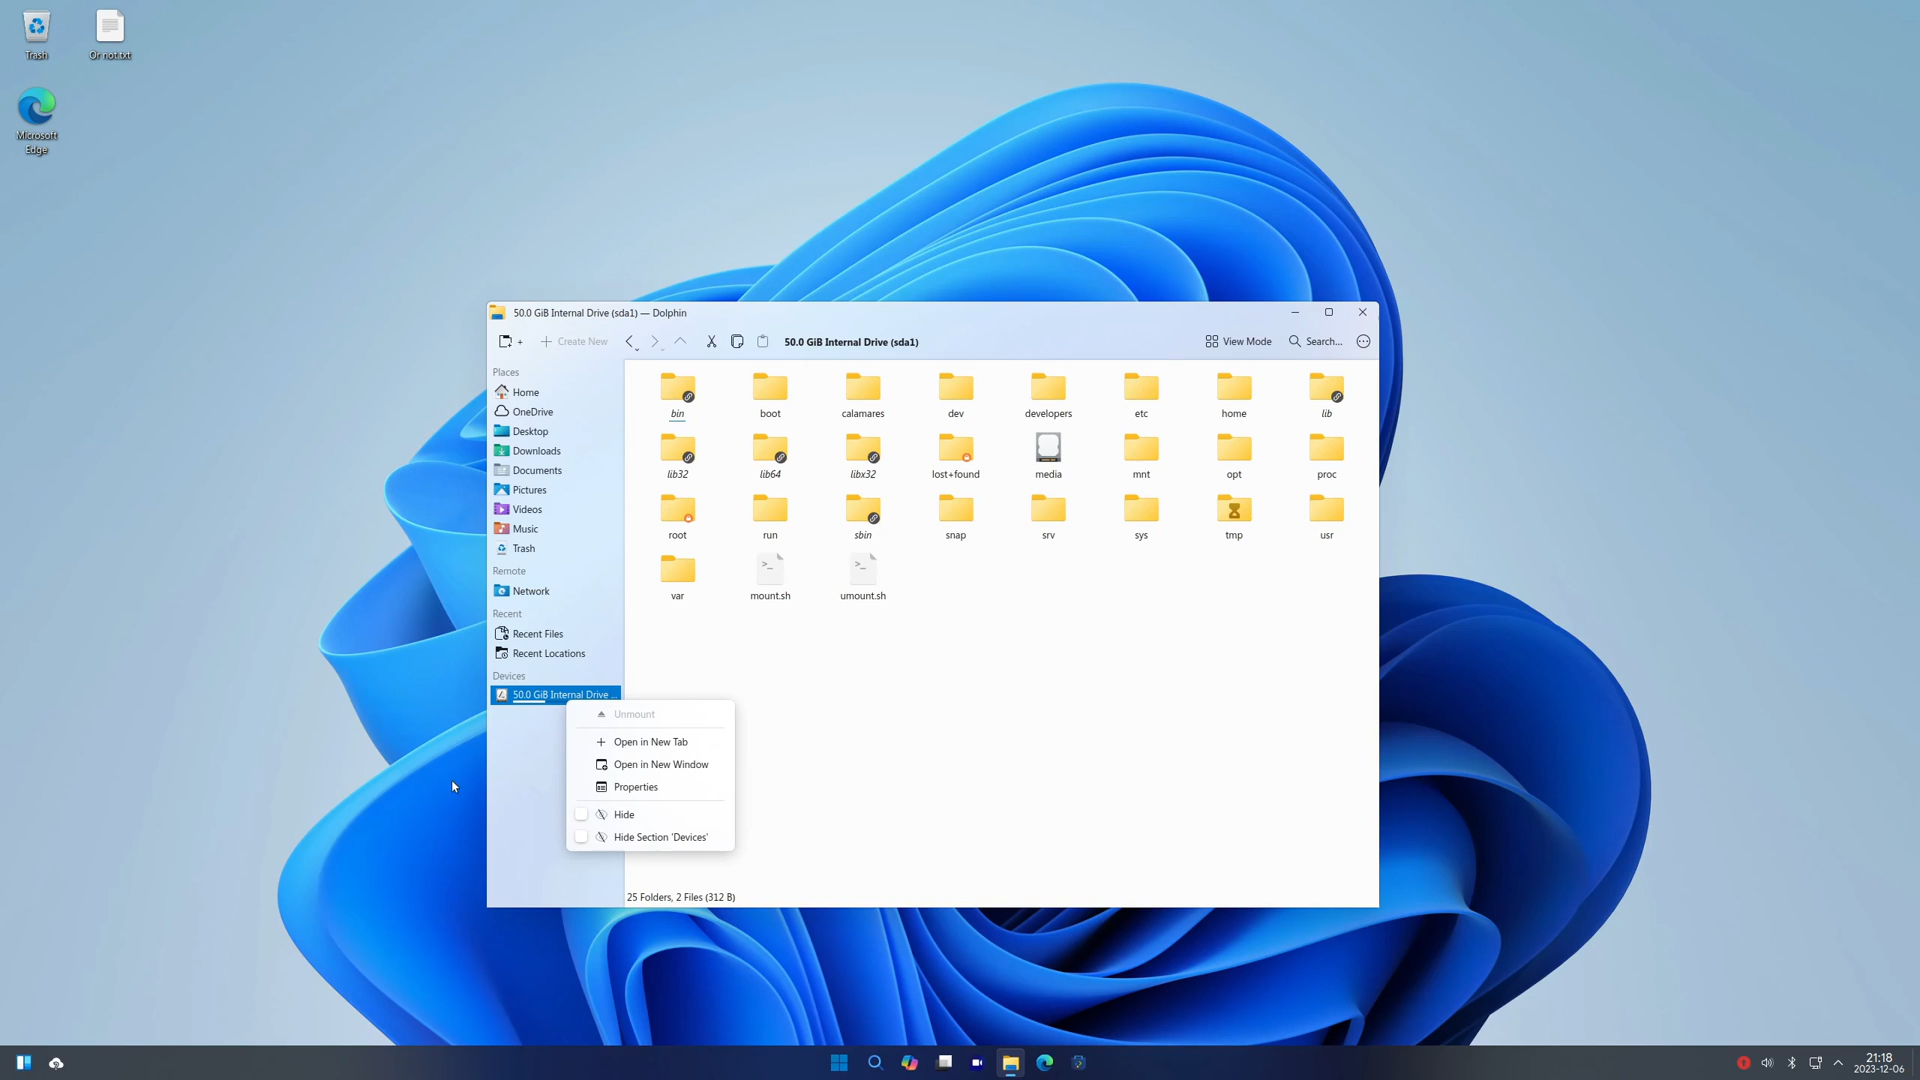 Trash
Or not.txt
Microsoft
Edge
50.0 GiB Internal Drive (sda1) — Dolphin
Create New
50.0 GiB Internal Drive (sda1)
View Mode
Search...
Places
Home
OneDrive
Desktop
Downloads
Documents
Pictures
Videos
Music
Trash
Remote
Network
Recent
Recent Files
Recent Locations
Devices
50.0 GiB Internal Drive ...
bin
boot
calamares
dev
developers
etc
home
lib
lib32
lib64
libx32
lost+found
media
mnt
opt
proc
root
run
sbin
snap
srv
sys
tmp
usr
var
mount.sh
umount.sh
Unmount
Open in New Tab
Open in New Window
Properties
Hide
Hide Section 'Devices'
25 Folders, 2 Files (312 B)
21:18
2023-12-06